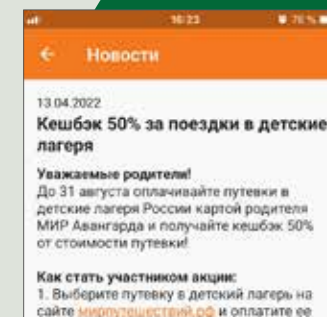 16:23
76 %
Новости
13.04.2022
Кешбэк 50% за поездки в детские
лагеря
Уважаемые родители!
До 31 августа оплачивайте путевки в
детские лагеря России картой родителя
МИР Авангарда и получайте кешбэк 50%
от стоимости путевки!
Как стать участником акции:
1. Выберите путевку в детский лагерь на
сайте мирпутешествий.рф и оплатите ее